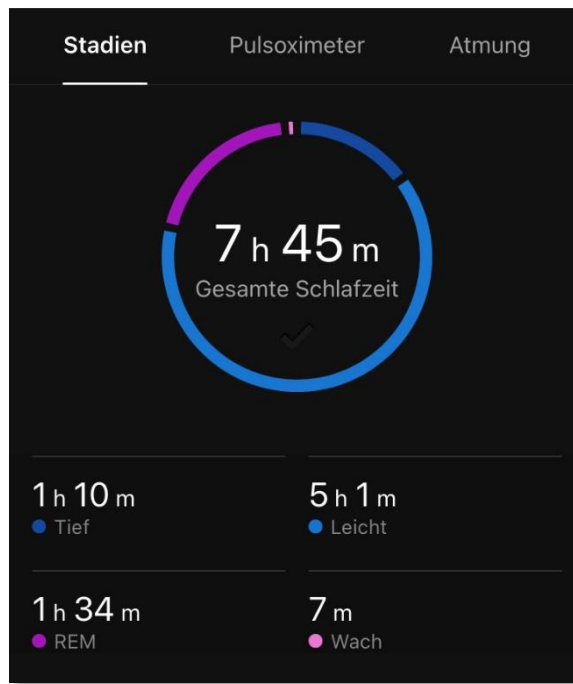 Stadien Pulsoximeter Atmung
7 h 45 m
Gesamte Schlafzeit
1 h 10 m 5 h 1 m
Tief Leicht
1 h 34 m 7 m
REM Wach